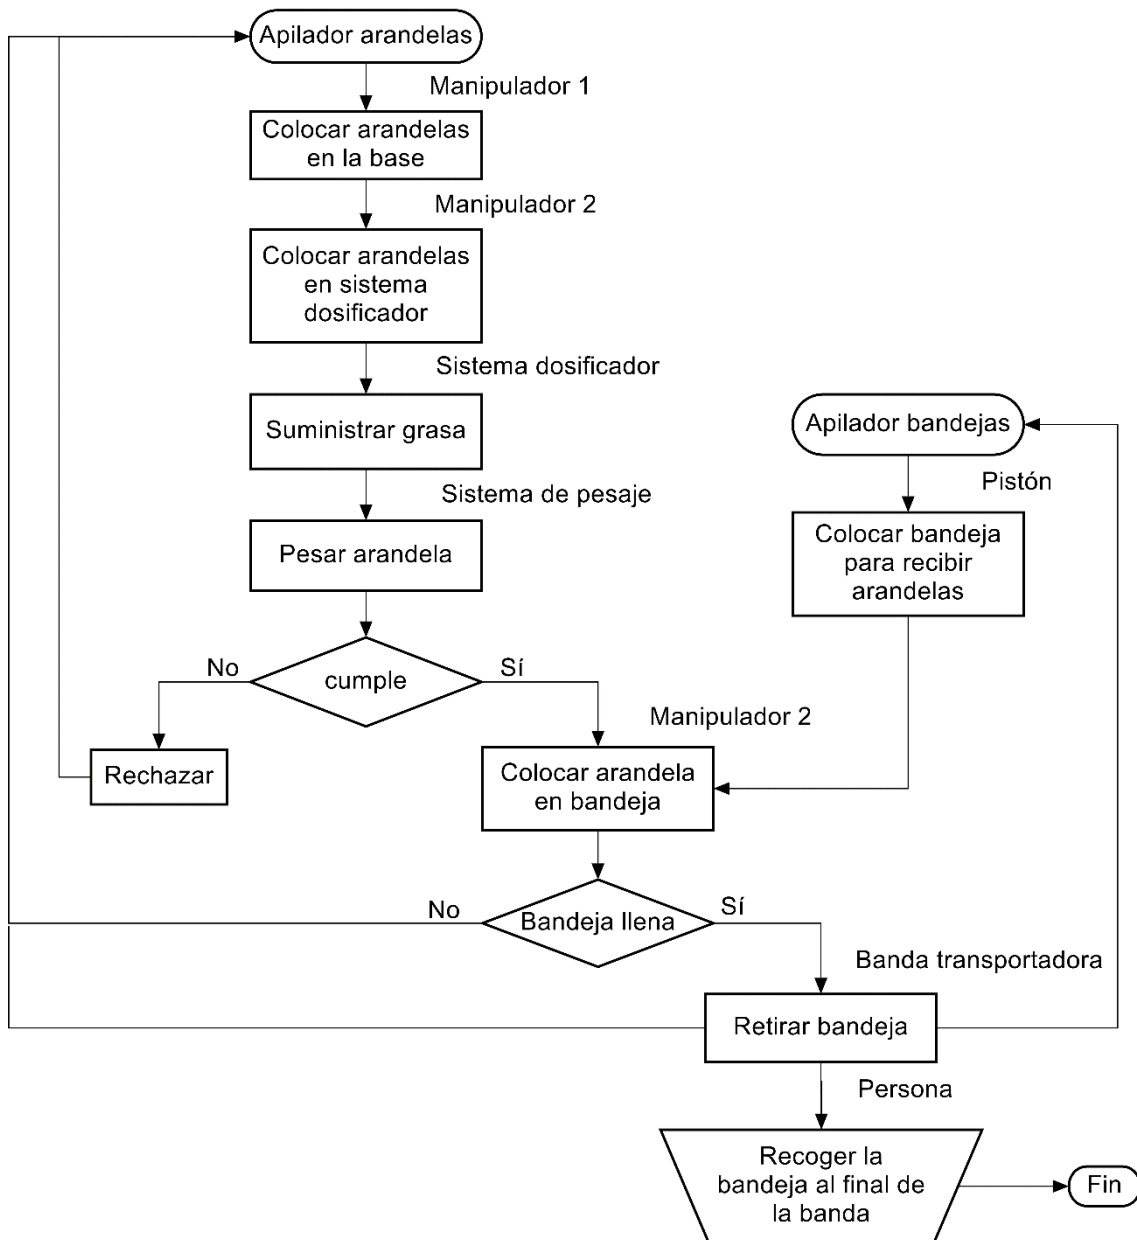 Apilador arandelas
Manipulador 1
Colocar arandelas
en la base
Manipulador 2
Colocar arandelas
en sistema
dosificador
Sistema dosificador
Suministrar grasa
Apilador bandejas
Pistón
Sistema de pesaje
Pesar arandela
Colocar bandeja
para recibir
arandelas
No
cumple
Sí
Manipulador 2
Rechazar
Colocar arandela
en bandeja
No
Bandeja llena
Sí
Banda transportadora
Retirar bandeja
Persona
Recoger la
bandeja al final de
la banda
Fin